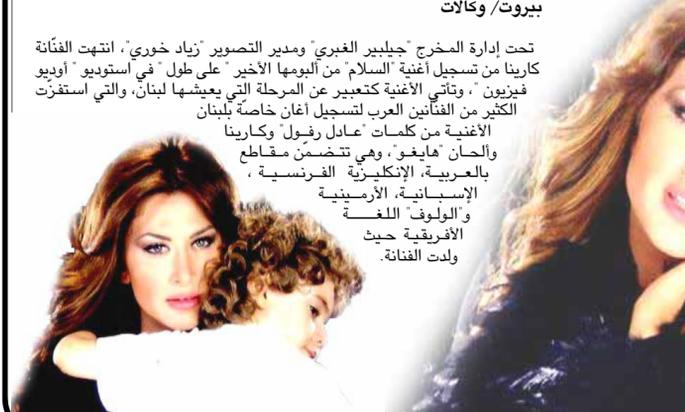 بيروت/ وكالات
تحت إدارة المخرج "جيلبير الغبري" ومدير التصوير "زياد خوري"، انتهت الفنّانة
كارينا من تسجيل أغنية "السلام" من ألبومها الأخير " على طول " في استوديو " أوديو
فيزيون "، وتأتي الأغنية كتعبير عن المرحلة التي يعيشها لبنان، والتي استفزّت
الكثير من الفنّانين العرب لتسجيل أغان خاصّة بلبنان
الأغنية من كلمات "عادل رفول" وكارينا
وألحان "هايغو"، وهي تتضمّن مقاطع
بالعربية، الإنكليزية الفرنسية ،
الإسبانية، الأرمينية
و"الولوف" اللغة
الأفريقية حيث
ولدت الفنانة.